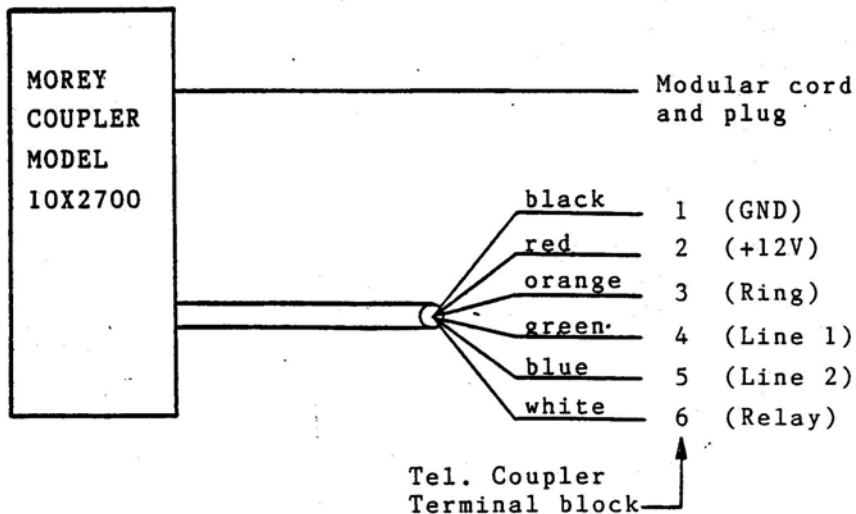 MOREY
COUPLER
MODEL
10X2700
Modular cord
and plug
black 1 (GND)
red 2 (+12V)
orange 3 (Ring)
green 4 (Line 1)
blue 5 (Line 2)
white 6 (Relay)
Tel. Coupler
Terminal block